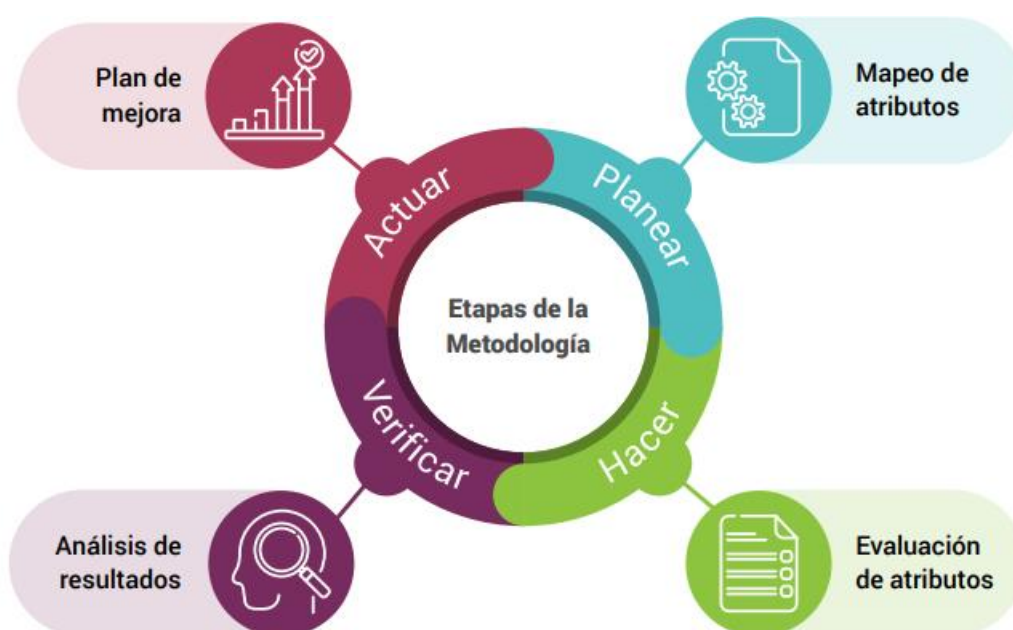 Plan de
mejora
Mapeo de
atributos
Actuar
Planear
Etapas de la
Metodología
Verificar
Hacer
Análisis de
resultados
Evaluación
de atributos